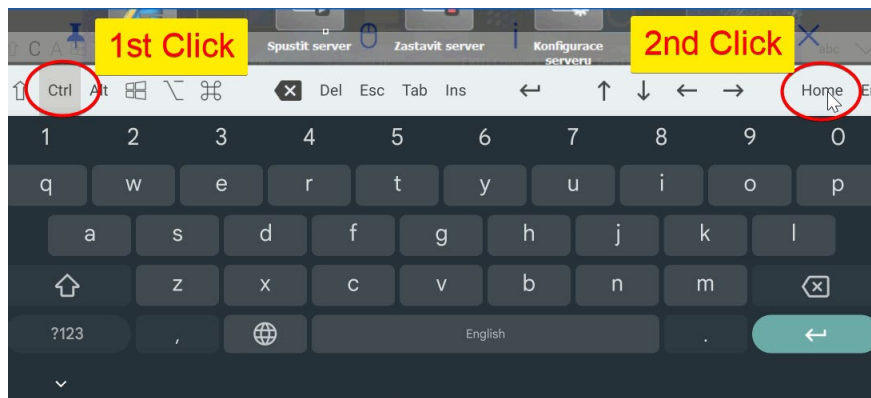 1st Click
2nd Click
Spustit server
Zastavit server
Konfigurace
serveru
abc
Ctrl Alt Del Esc Tab Ins Home
1 2 3 4 5 6 7 8 9 0
q w e r t y u i o p
a s d f g h j k l
z x c v b n m
?123 , English .